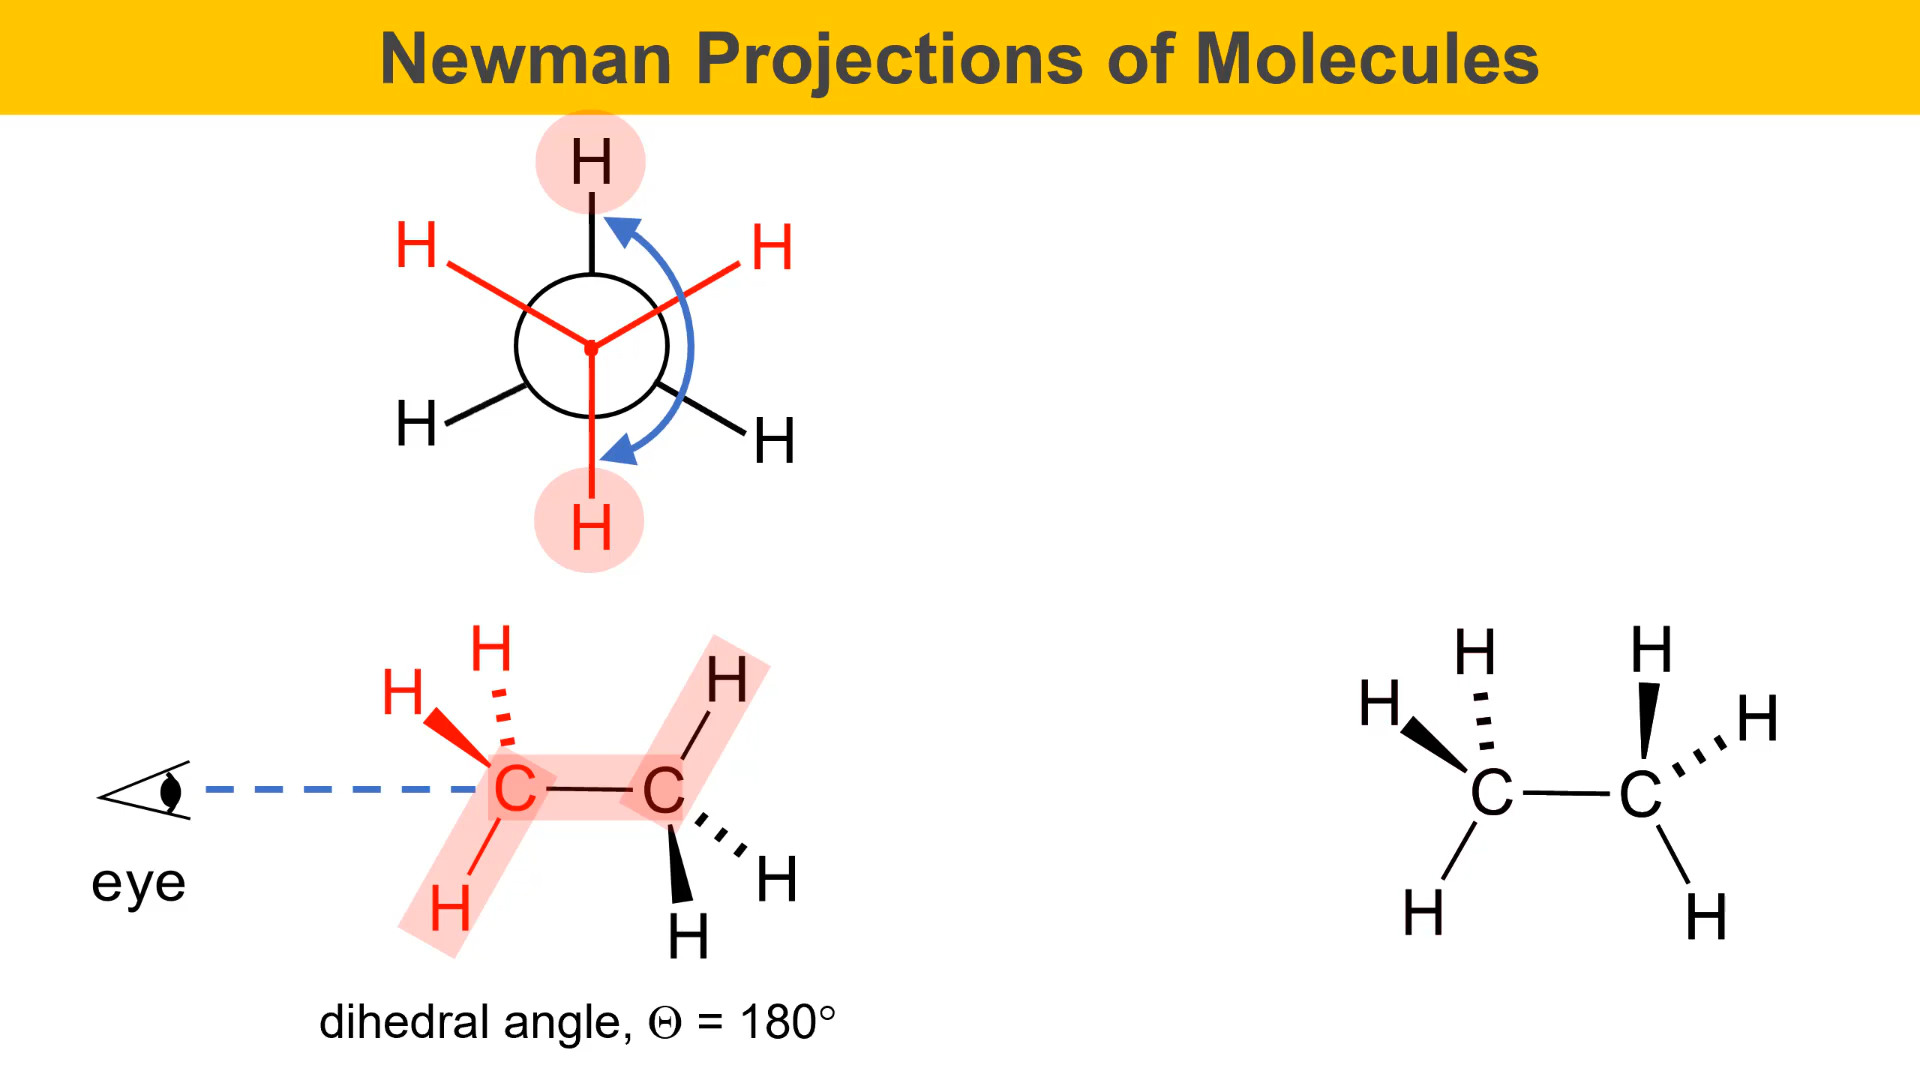 Newman Projections of Molecules
H
H H
H H
H
H H H H
H H
C C C C
eye H H
H H H
dihedral angle, Θ = 180°